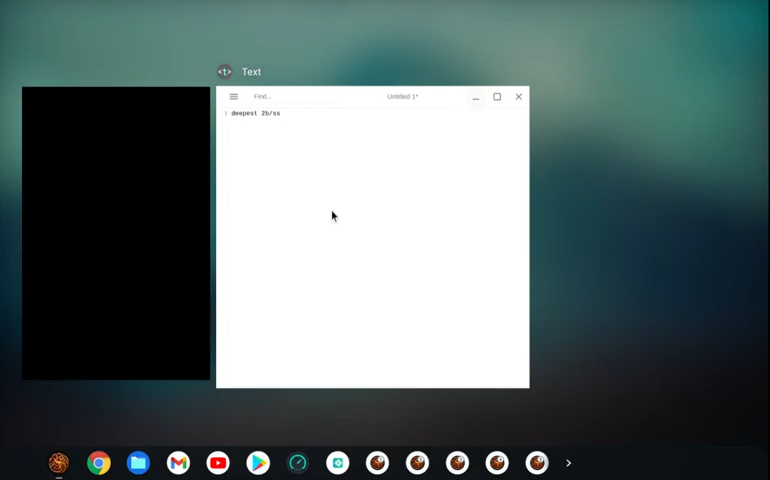 <t> Text
Find... Untitled 1*
1 deepest 2b/ss